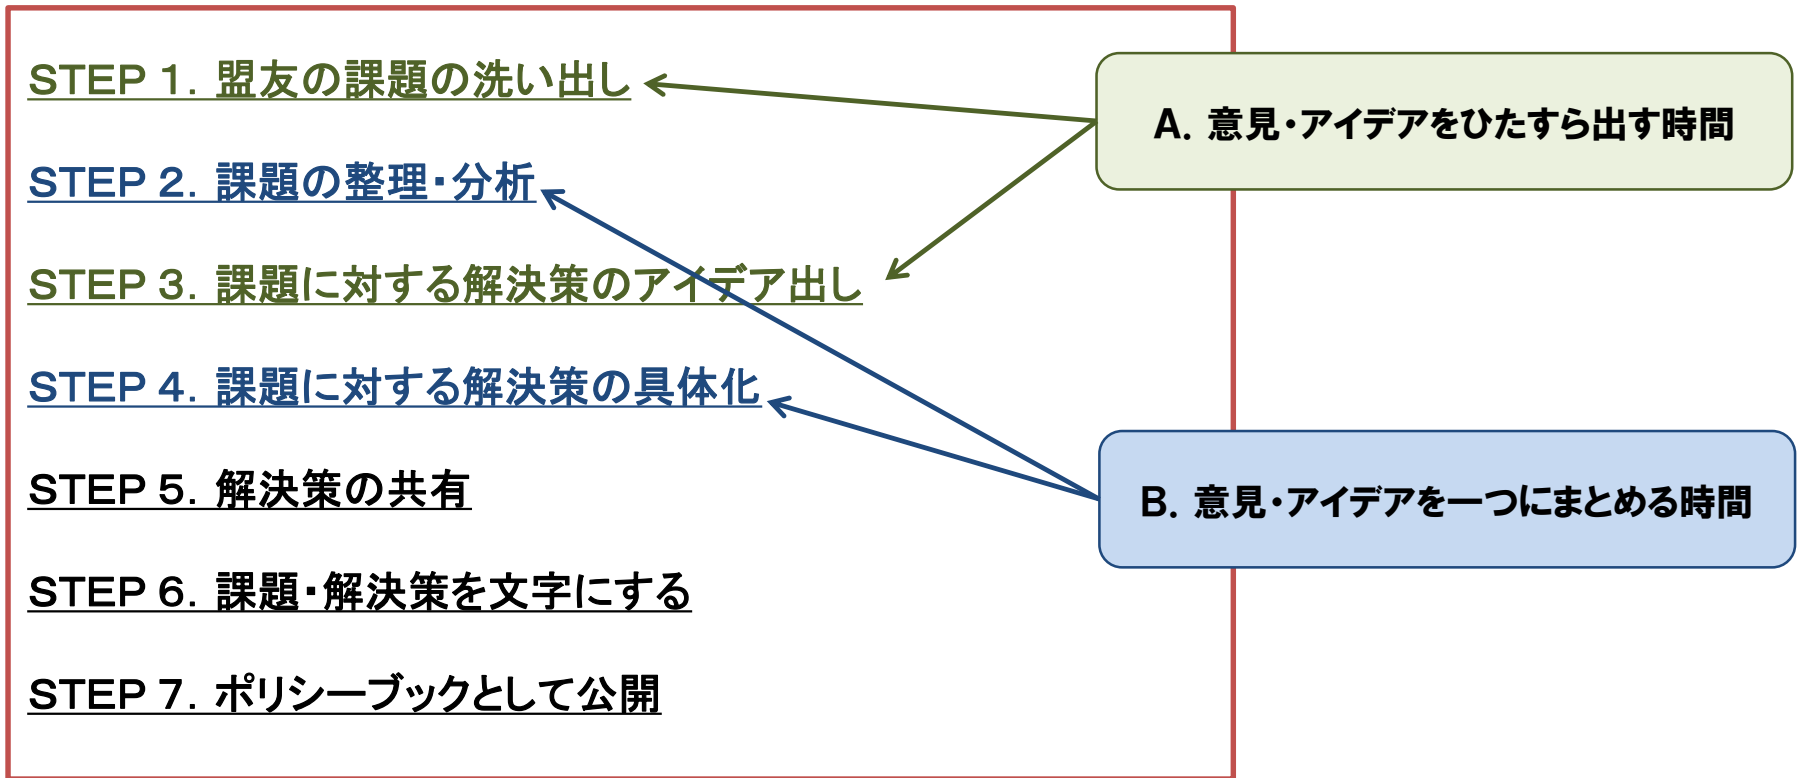 STEP 1. 盟友の課題の洗い出し
STEP 2. 課題の整理・分析
STEP 3. 課題に対する解決策のアイデア出し
STEP 4. 課題に対する解決策の具体化
STEP 5. 解決策の共有
STEP 6. 課題・解決策を文字にする
STEP 7. ポリシーブックとして公開
A. 意見・アイデアをひたすら出す時間
B. 意見・アイデアを一つにまとめる時間